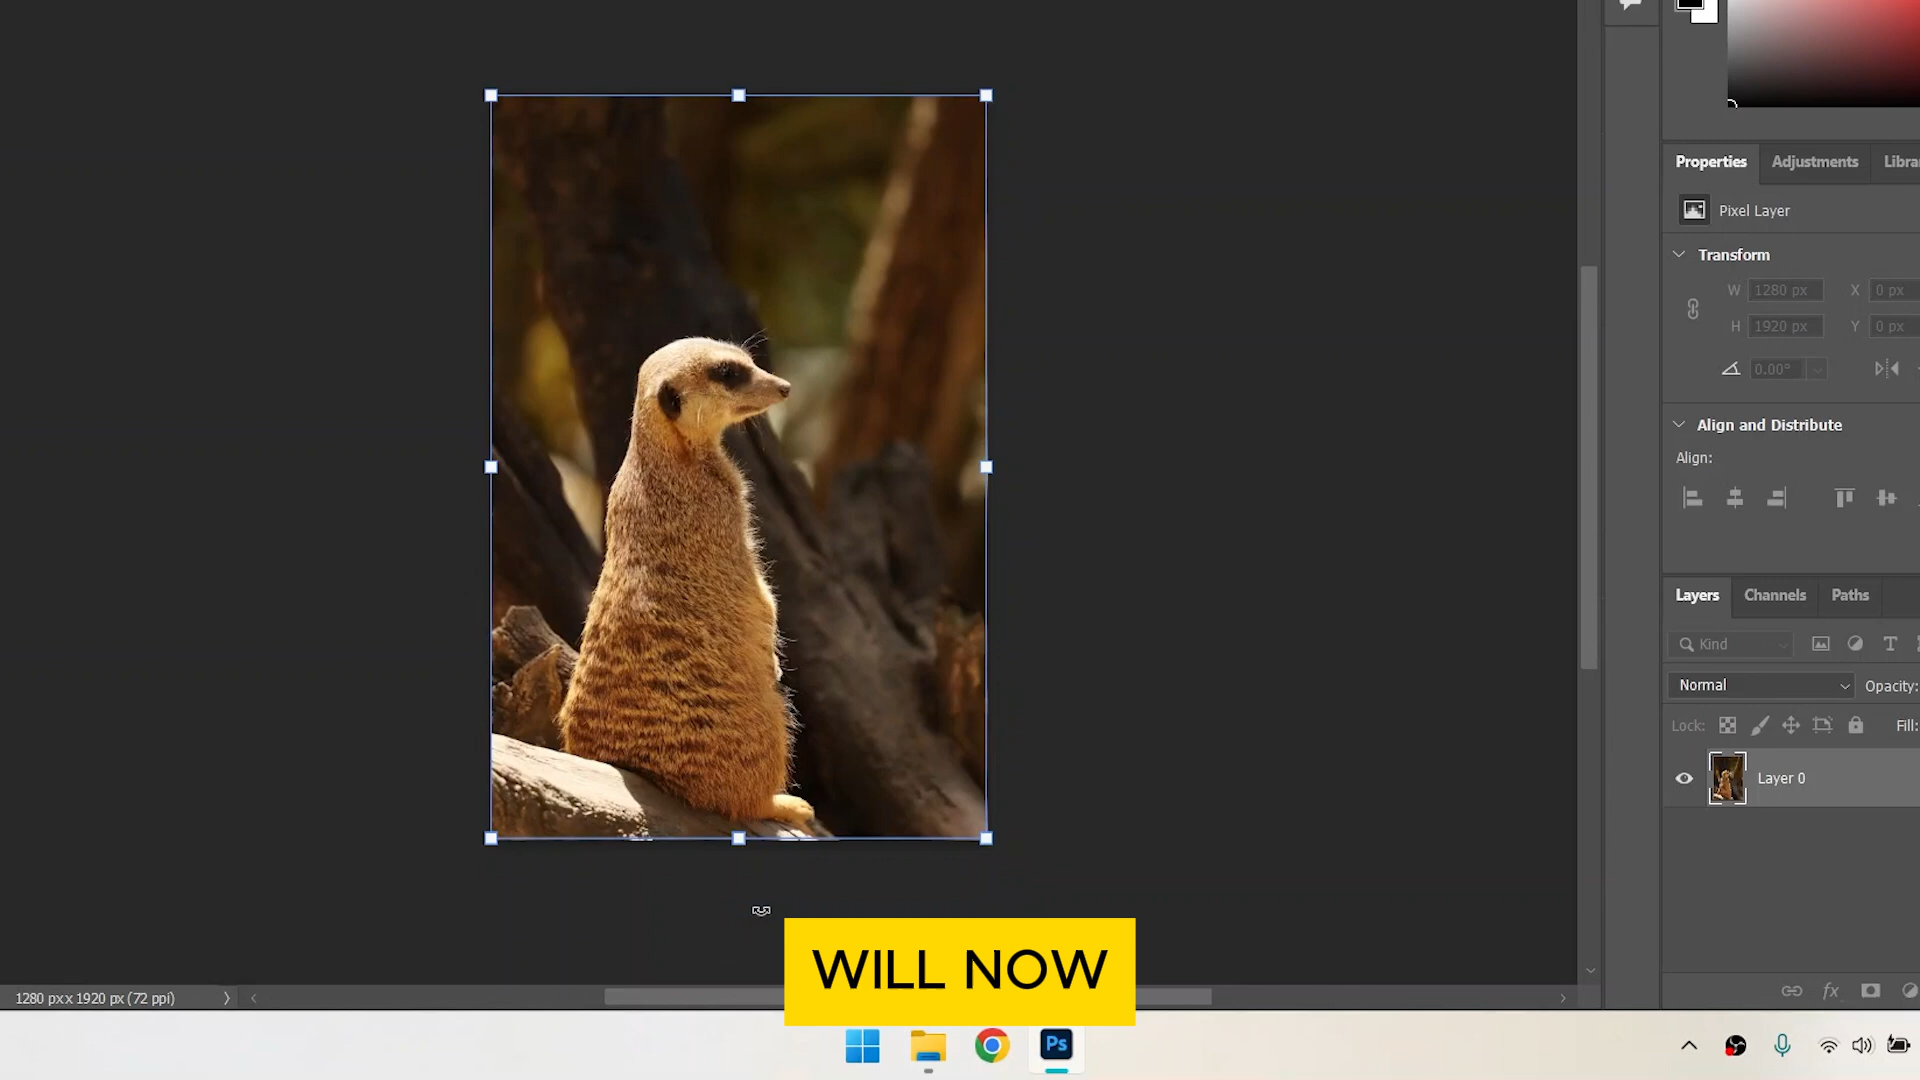 Properties
Adjustments
Libra
Pixel Layer
Transform
W 1280 px X 0 px
H 1920 px Y 0 px
0.00°
Align and Distribute
Align:
Layers
Channels
Paths
Kind
Normal
Opacity:
Lock:
Fill:
Layer 0
fx
WILL NOW
1280 px x 1920 px (72 ppi)
Ps